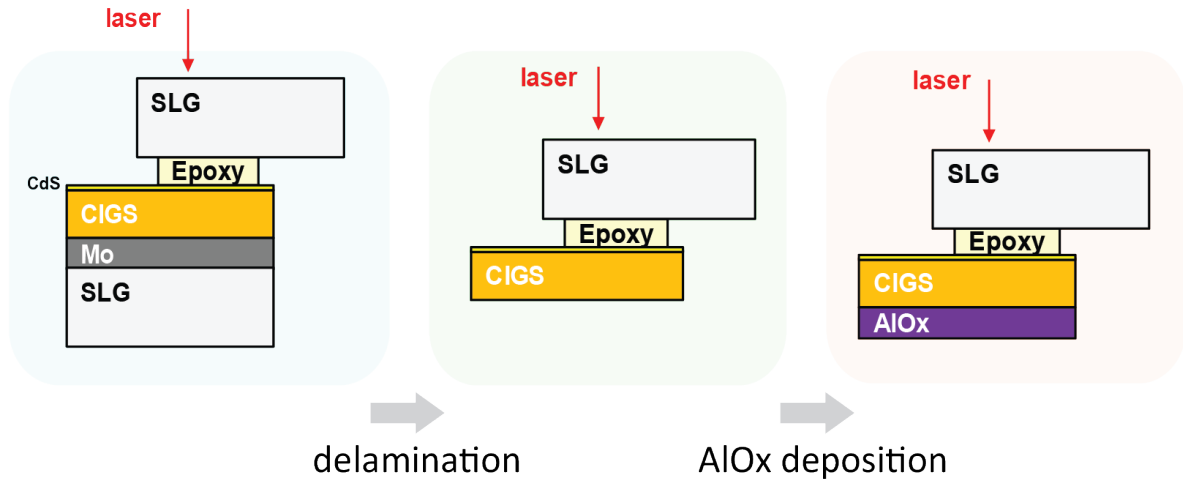 laser
SLG
Epoxy
CdS
CIGS
Mo
SLG
laser
SLG
Epoxy
CIGS
laser
SLG
Epoxy
CIGS
AlOx
delamination
AlOx deposition